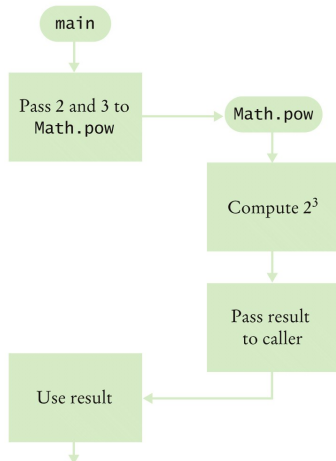 main
Pass 2 and 3 to
Math.pow
Math.pow
Compute 2³
Pass result
to caller
Use result